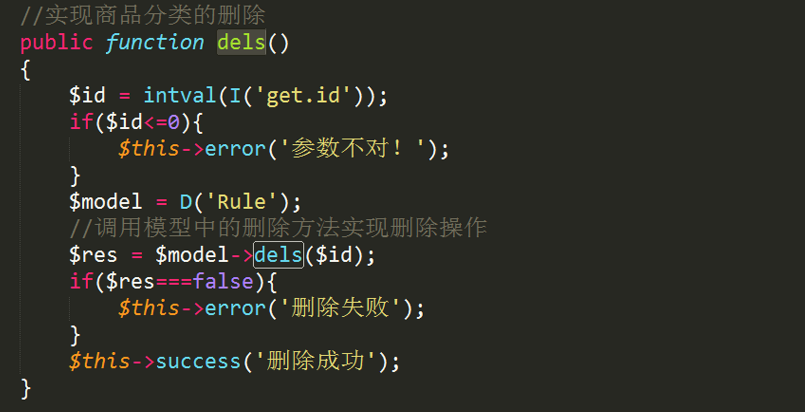 //实现商品分类的删除
public function dels()
{
    $id = intval(I('get.id'));
    if($id<=0){
        $this->error('参数不对！');
    }
    $model = D('Rule');
    //调用模型中的删除方法实现删除操作
    $res = $model->dels($id);
    if($res===false){
        $this->error('删除失败');
    }
    $this->success('删除成功');
}